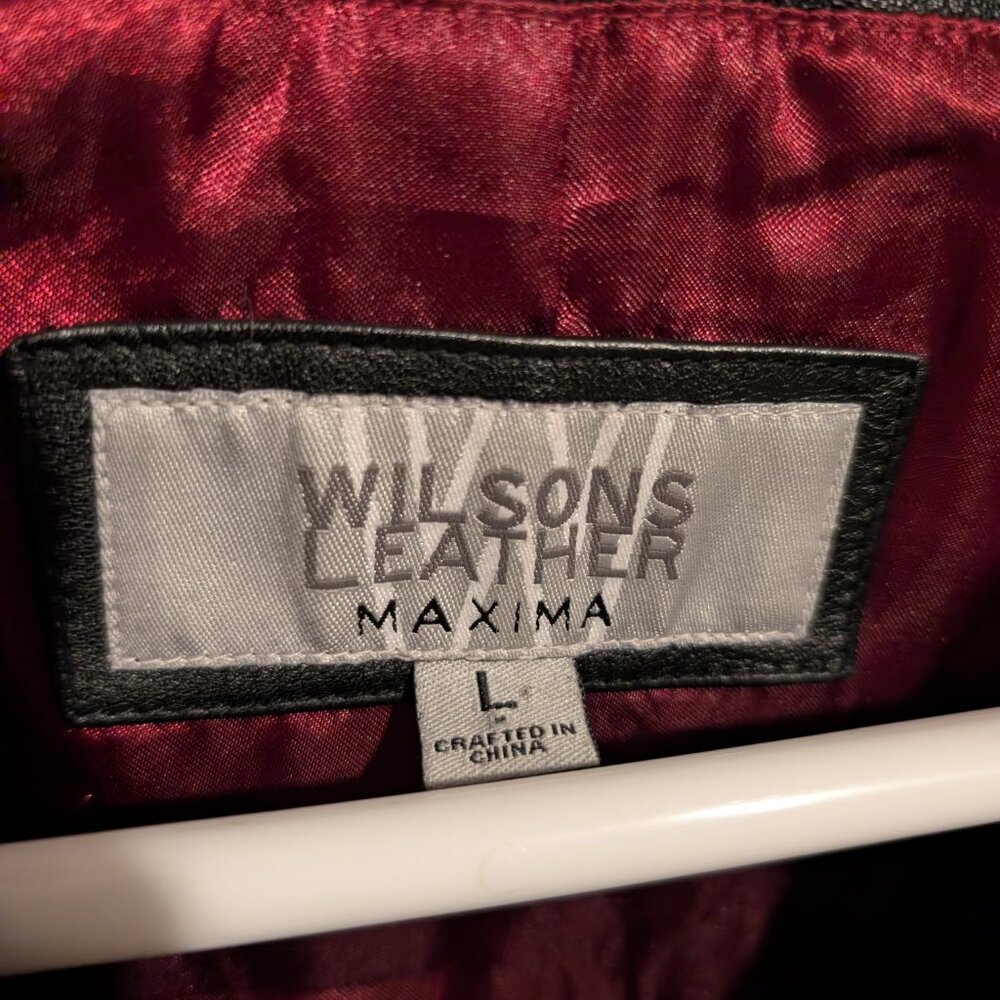 WILSONS
LEATHER
MAXIMA
L
CRAFTED IN
CHINA